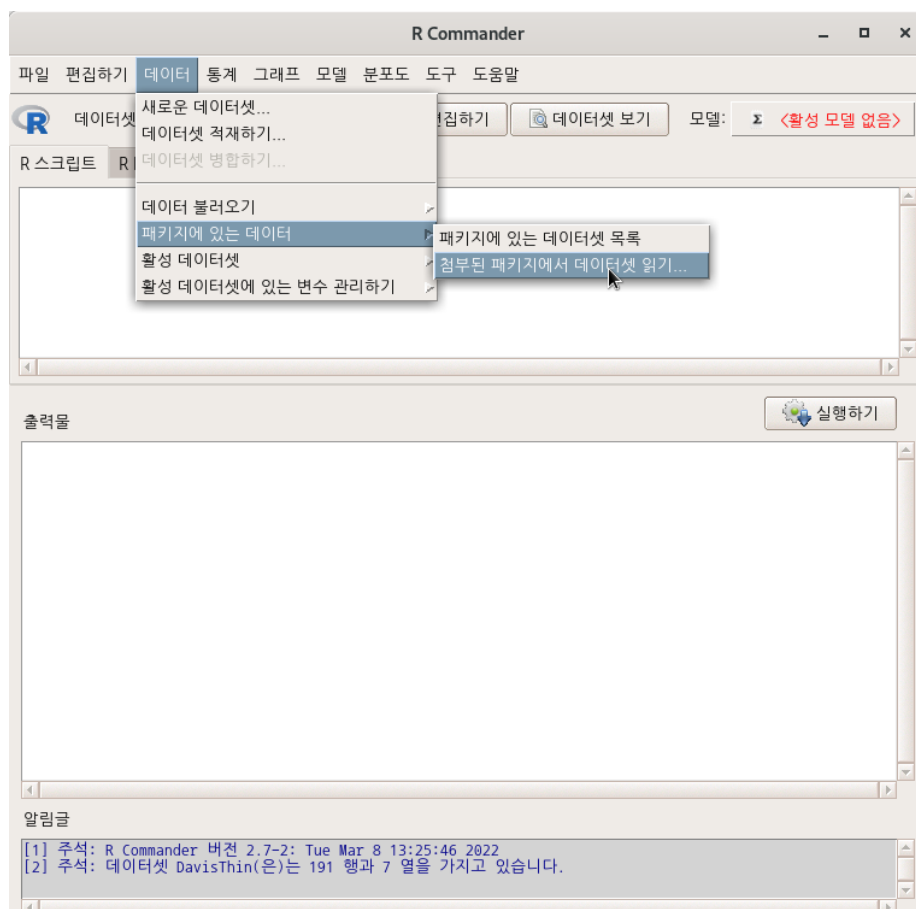 R Commander
파일 편집하기 데이터 통계 그래프 모델 분포도 도구 도움말
데이터셋 편집하기 데이터셋 보기 모델: Σ <활성 모델 없음>
새로운 데이터셋...
데이터셋 적재하기...
R 스크립트 R
데이터셋 병합하기...
데이터 불러오기
패키지에 있는 데이터
패키지에 있는 데이터셋 목록
활성 데이터셋
첨부된 패키지에서 데이터셋 읽기...
활성 데이터셋에 있는 변수 관리하기
출력물
실행하기
알림글
[1] 주석: R Commander 버전 2.7-2: Tue Mar 8 13:25:46 2022
[2] 주석: 데이터셋 DavisThin(은)는 191 행과 7 열을 가지고 있습니다.